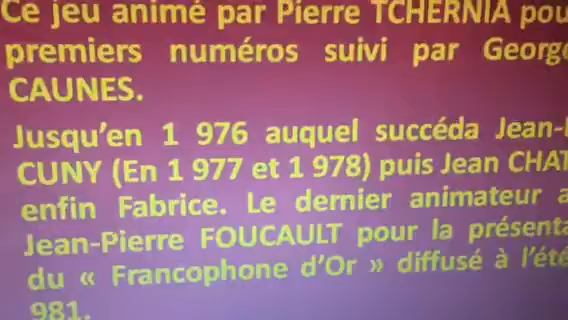 Ce jeu animé par Pierre TCHERNIA pou
premiers numéros suivi par George
CAUNES.
Jusqu'en 1 976 auquel succéda Jean-
CUNY (En 1 977 et 1 978) puis Jean CHAT
enfin Fabrice. Le dernier animateur a
Jean-Pierre FOUCAULT pour la présenta
du « Francophone d'Or » diffusé à l'été
981.